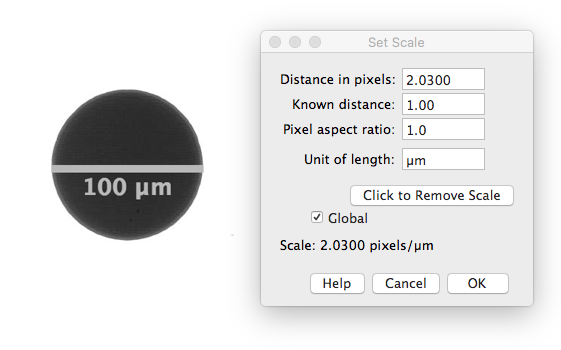 100 µm
Set Scale
Distance in pixels: 2.0300
Known distance: 1.00
Pixel aspect ratio: 1.0
Unit of length: µm
Click to Remove Scale
Global
Scale: 2.0300 pixels/µm
Help Cancel OK